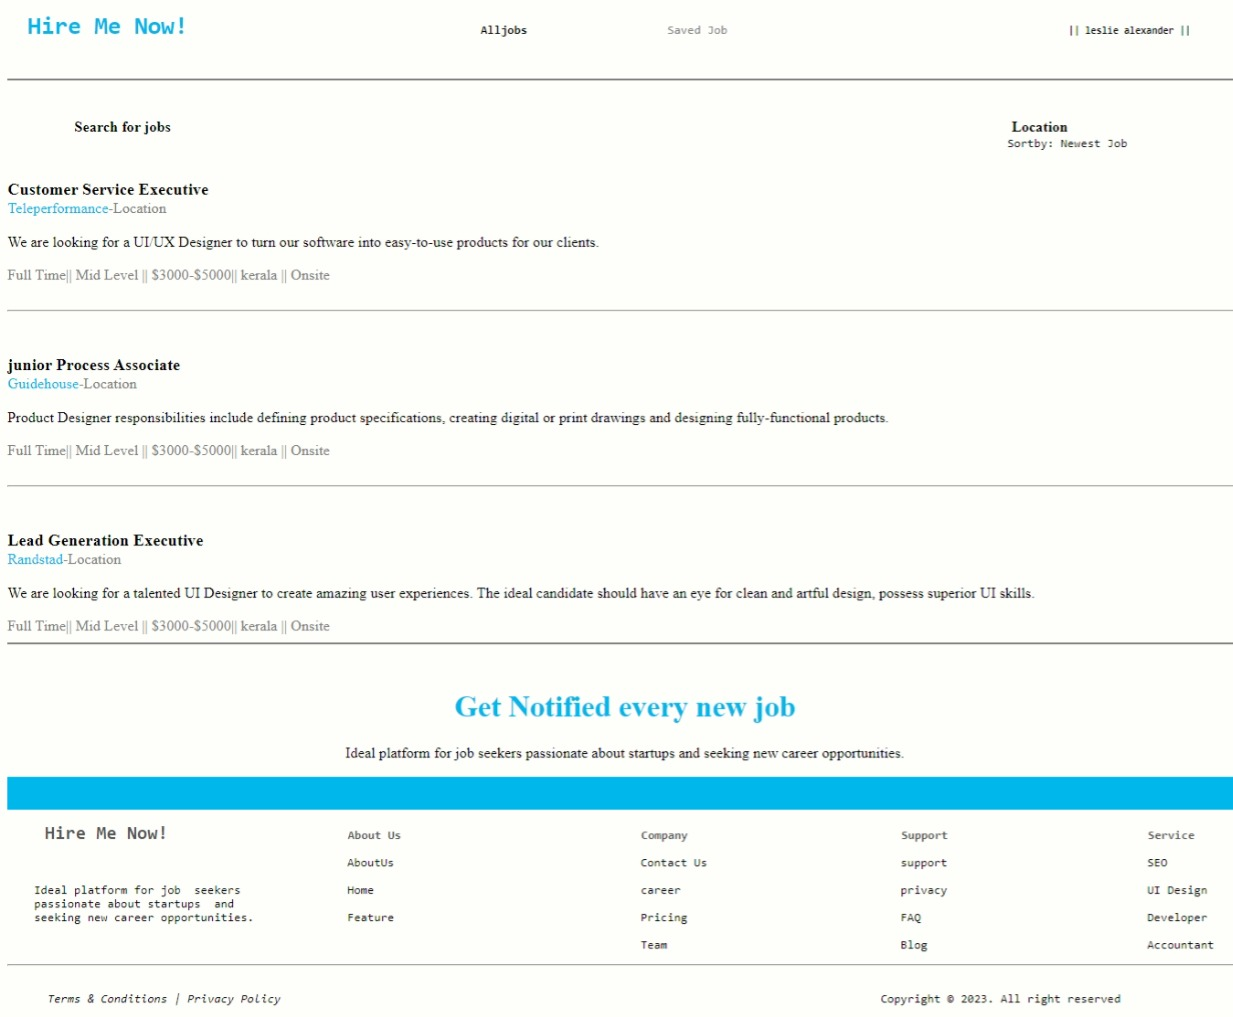 Hire Me Now!
Alljobs
Saved Job
|| leslie alexander ||
Search for jobs
Location
Sortby: Newest Job
Customer Service Executive
Teleperformance-Location
We are looking for a UI/UX Designer to turn our software into easy-to-use products for our clients.
Full Time|| Mid Level || $3000-$5000|| kerala || Onsite
junior Process Associate
Guidehouse-Location
Product Designer responsibilities include defining product specifications, creating digital or print drawings and designing fully-functional products.
Full Time|| Mid Level || $3000-$5000|| kerala || Onsite
Lead Generation Executive
Randstad-Location
We are looking for a talented UI Designer to create amazing user experiences. The ideal candidate should have an eye for clean and artful design, possess superior UI skills.
Full Time|| Mid Level || $3000-$5000|| kerala || Onsite
Get Notified every new job
Ideal platform for job seekers passionate about startups and seeking new career opportunities.
Hire Me Now!
Ideal platform for job seekers
passionate about startups and
seeking new career opportunities.
About Us
AboutUs
Home
Feature
Company
Contact Us
career
Pricing
Team
Support
support
privacy
FAQ
Blog
Service
SEO
UI Design
Developer
Accountant
Terms & Conditions | Privacy Policy
Copyright © 2023. All right reserved